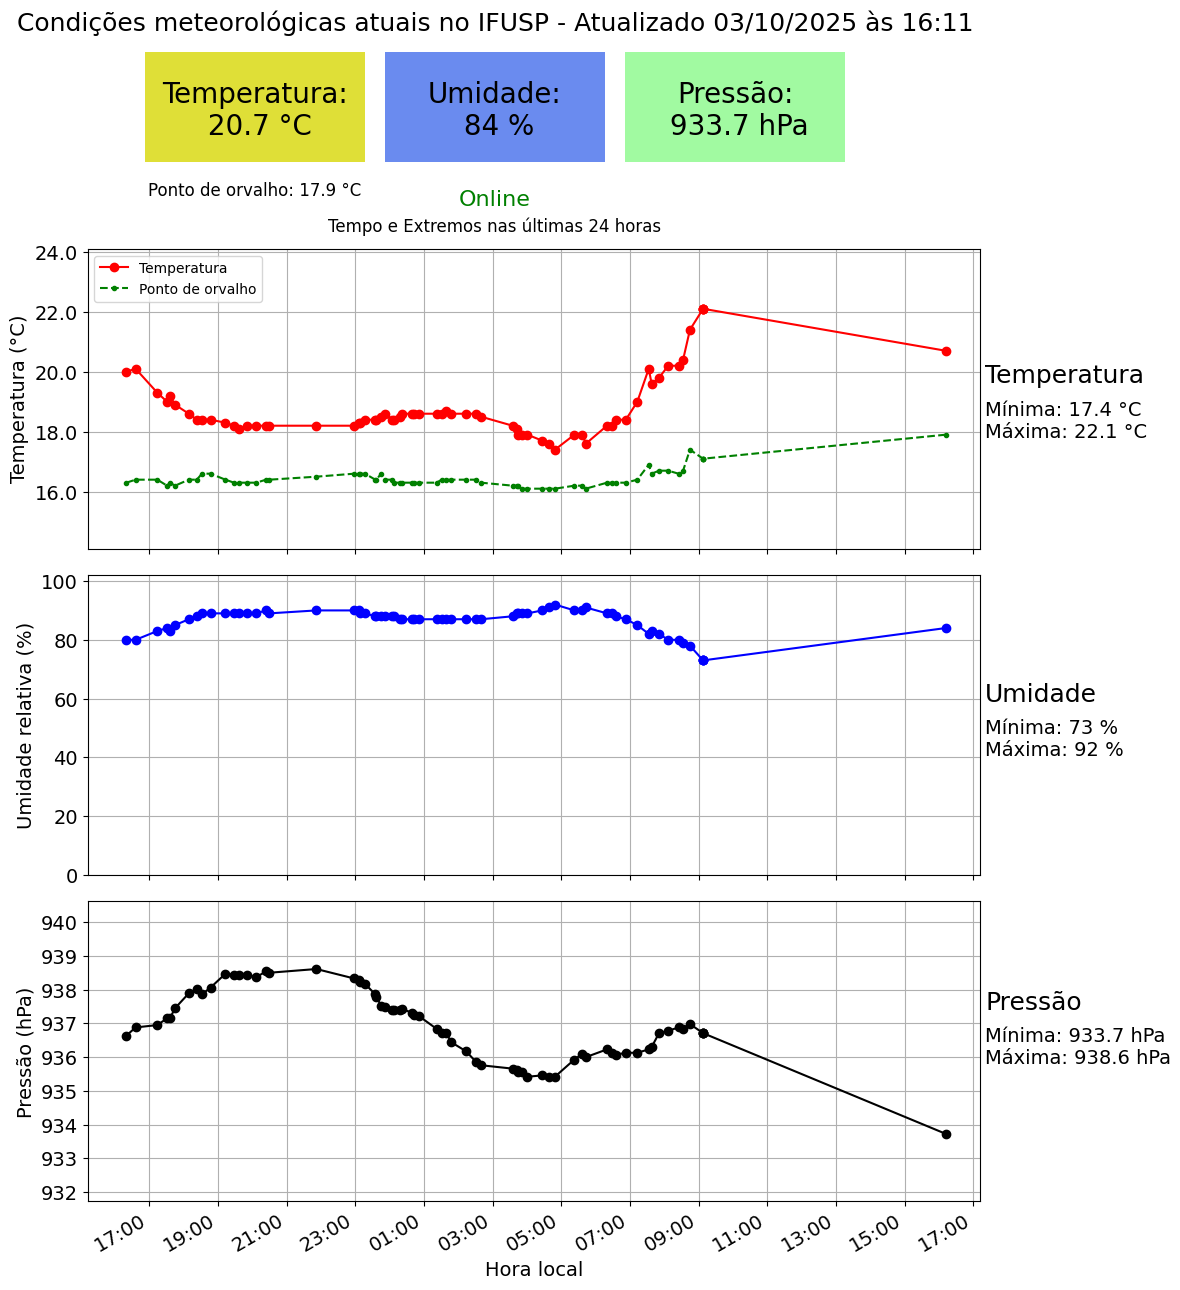 Condições meteorológicas atuais no IFUSP - Atualizado 03/10/2025 às 16:11
Temperatura:
20.7 °C
Umidade:
84 %
Pressão:
933.7 hPa
Ponto de orvalho: 17.9 °C
Online
Tempo e Extremos nas últimas 24 horas
Temperatura (°C)
24.0
22.0
20.0
18.0
16.0
Temperatura
Ponto de orvalho
Temperatura
Mínima: 17.4 °C
Máxima: 22.1 °C
Umidade relativa (%)
100
80
60
40
20
0
Umidade
Mínima: 73 %
Máxima: 92 %
Pressão (hPa)
940
939
938
937
936
935
934
933
932
Pressão
Mínima: 933.7 hPa
Máxima: 938.6 hPa
17:00 19:00 21:00 23:00 01:00 03:00 05:00 07:00 09:00 11:00 13:00 15:00 17:00
Hora local